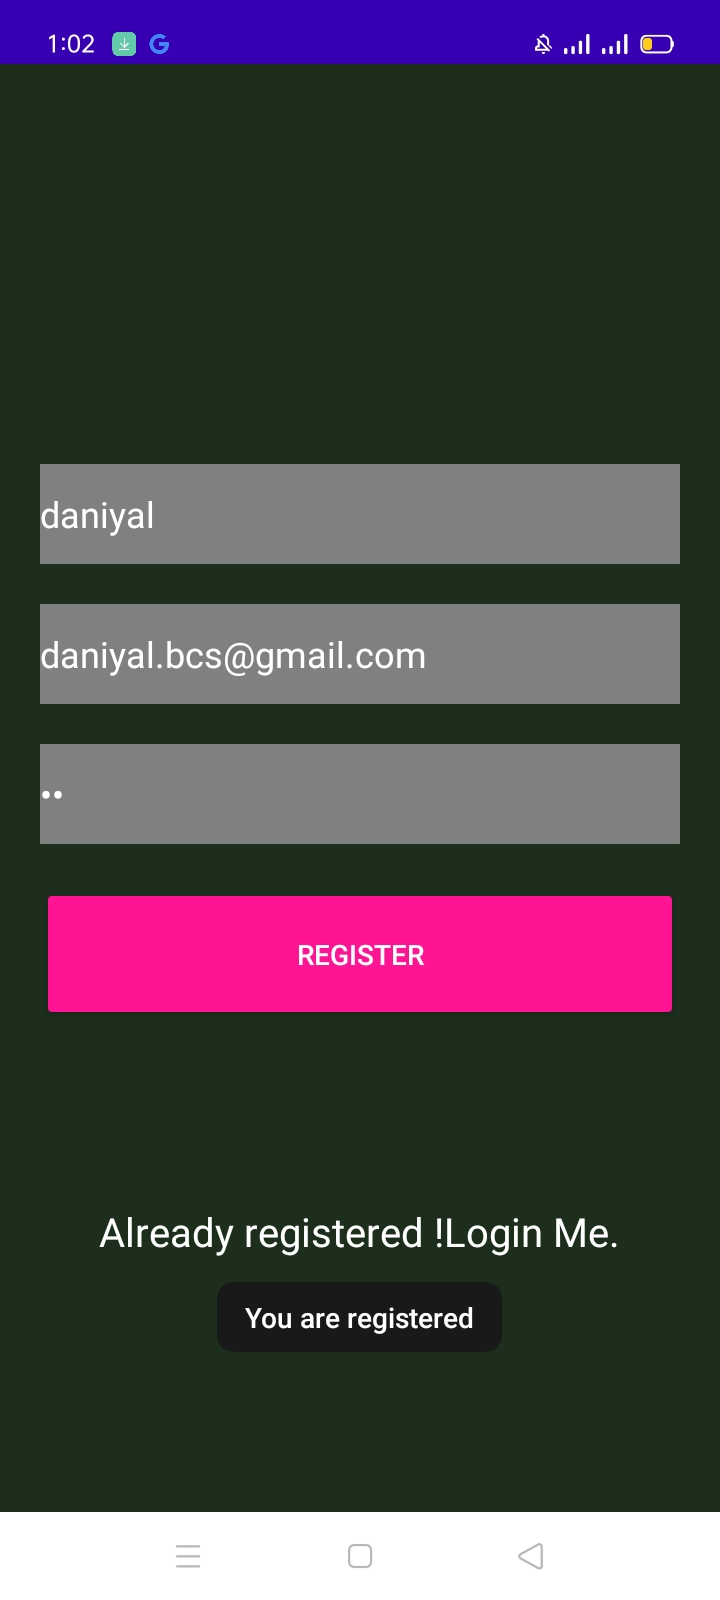 1:02
daniyal
daniyal.bcs@gmail.com
••
REGISTER
Already registered !Login Me.
You are registered